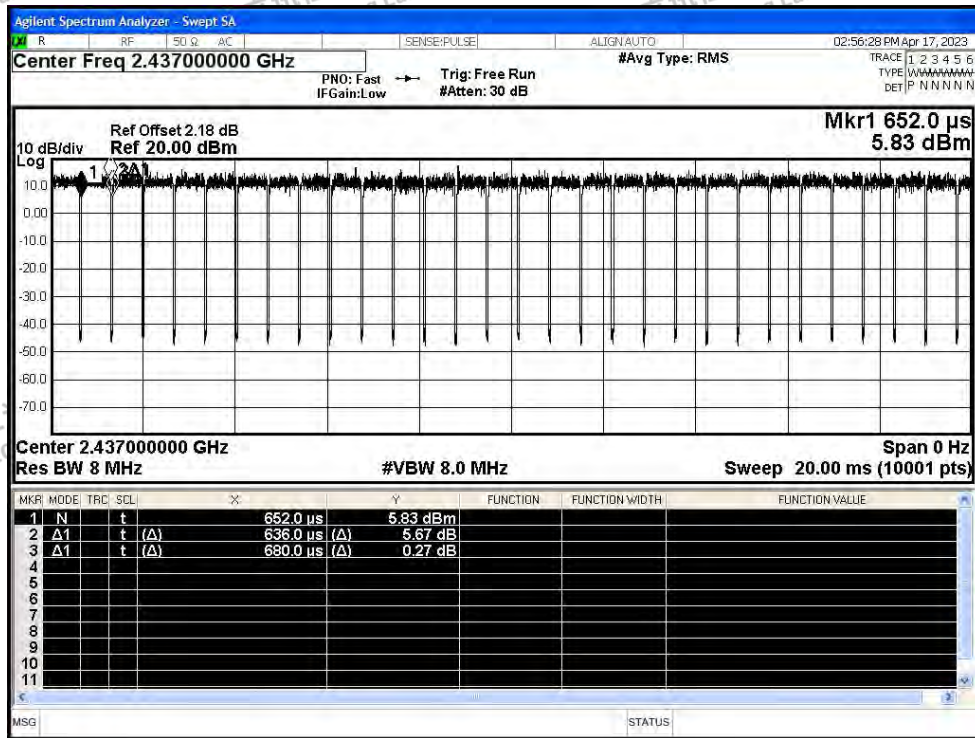 Agilent Spectrum Analyzer - Swept SA
LXI R RF 50 Ω AC SENSE:PULSE ALIGN AUTO 02:56:28 PM Apr 17, 2023
Center Freq 2.437000000 GHz #Avg Type: RMS TRACE 1 2 3 4 5 6
PNO: Fast Trig: Free Run TYPE WWWWWW
IFGain:Low #Atten: 30 dB DET P N N N N N
Mkr1 652.0 µs
5.83 dBm
Ref Offset 2.18 dB
10 dB/div Ref 20.00 dBm
Log
1 3Δ1
10.0
0.00
-10.0
-20.0
-30.0
-40.0
-50.0
-60.0
-70.0
Center 2.437000000 GHz Span 0 Hz
Res BW 8 MHz #VBW 8.0 MHz Sweep 20.00 ms (10001 pts)
MKR MODE TRC SCL X Y FUNCTION FUNCTION WIDTH FUNCTION VALUE
1 N t 652.0 µs 5.83 dBm
2 Δ1 t (Δ) 636.0 µs (Δ) 5.67 dB
3 Δ1 t (Δ) 680.0 µs (Δ) 0.27 dB
4
5
6
7
8
9
10
11
MSG STATUS